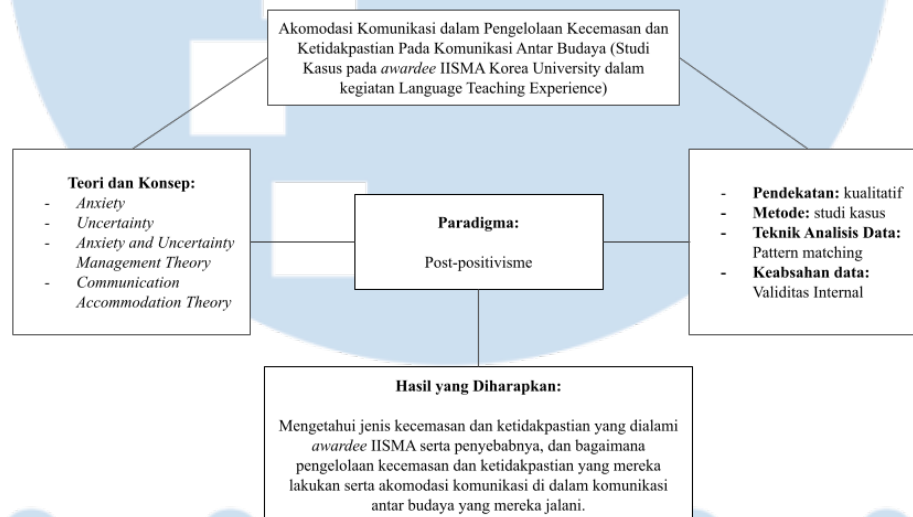 Akomodasi Komunikasi dalam Pengelolaan Kecemasan dan
Ketidakpastian Pada Komunikasi Antar Budaya (Studi
Kasus pada awardee IISMA Korea University dalam
kegiatan Language Teaching Experience)
Teori dan Konsep:
- Anxiety
- Uncertainty
- Anxiety and Uncertainty
Management Theory
- Communication
Accommodation Theory
Paradigma:
Post-positivisme
- Pendekatan: kualitatif
- Metode: studi kasus
- Teknik Analisis Data:
Pattern matching
- Keabsahan data:
Validitas Internal
Hasil yang Diharapkan:
Mengetahui jenis kecemasan dan ketidakpastian yang dialami
awardee IISMA serta penyebabnya, dan bagaimana
pengelolaan kecemasan dan ketidakpastian yang mereka
lakukan serta akomodasi komunikasi di dalam komunikasi
antar budaya yang mereka jalani.